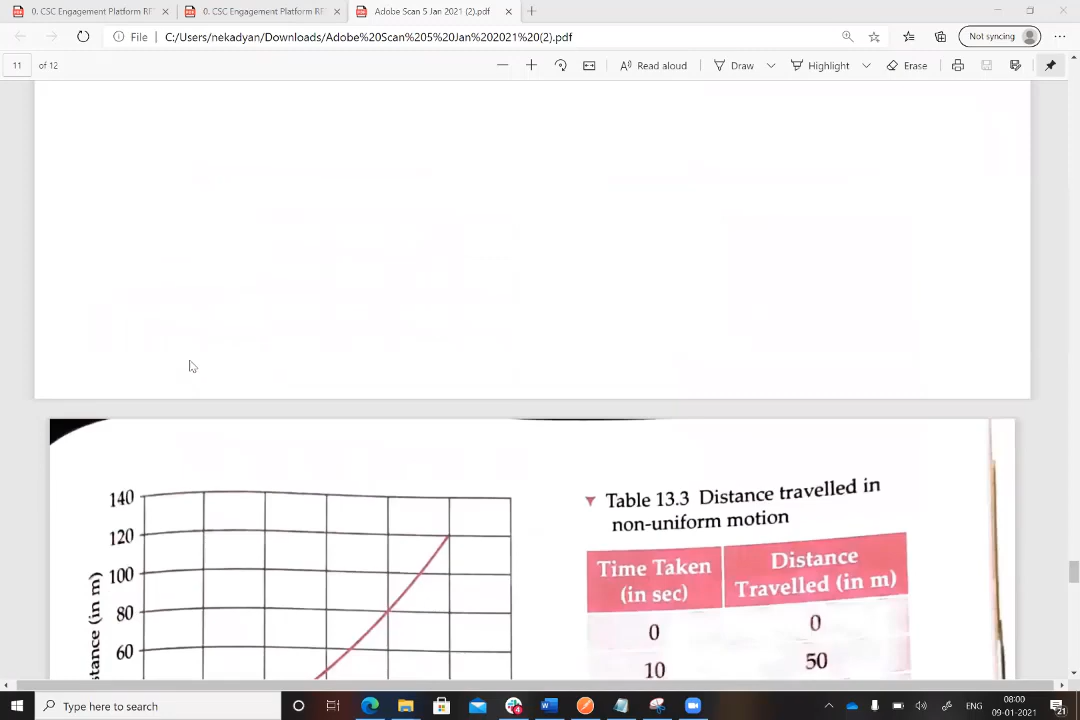 0. CSC Engagement Platform RF
0. CSC Engagement Platform RF
Adobe Scan 5 Jan 2021 (2).pdf
File
C:/Users/nekadyan/Downloads/Adobe%20Scan%205%20Jan%202021%20(2).pdf
Not syncing
11 of 12
Read aloud
Draw
Highlight
Erase
140
120
100
80
60
stance (in m)
Table 13.3 Distance travelled in
non-uniform motion
Time Taken
(in sec)
Distance
Travelled (in m)
0 0
10 50
Type here to search
ENG
08:00
09-01-2021
21